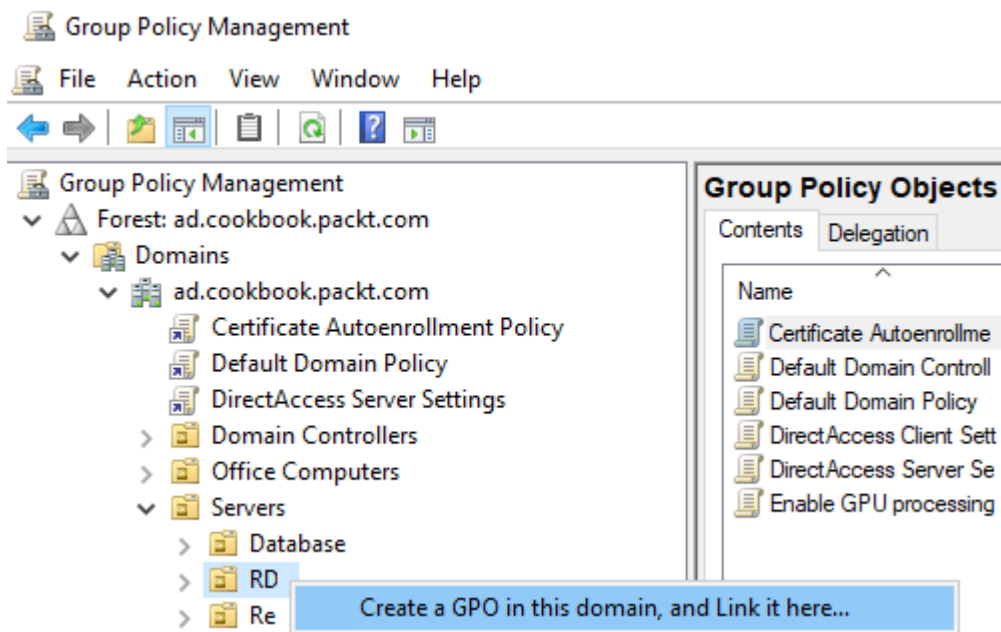 Group Policy Management
File Action View Window Help
Group Policy Management
Forest: ad.cookbook.packt.com
Domains
ad.cookbook.packt.com
Certificate Autoenrollment Policy
Default Domain Policy
DirectAccess Server Settings
Domain Controllers
Office Computers
Servers
Database
RD
Re
Create a GPO in this domain, and Link it here...
Group Policy Objects
Contents Delegation
Name
Certificate Autoenrollme
Default Domain Controll
Default Domain Policy
DirectAccess Client Sett
DirectAccess Server Se
Enable GPU processing